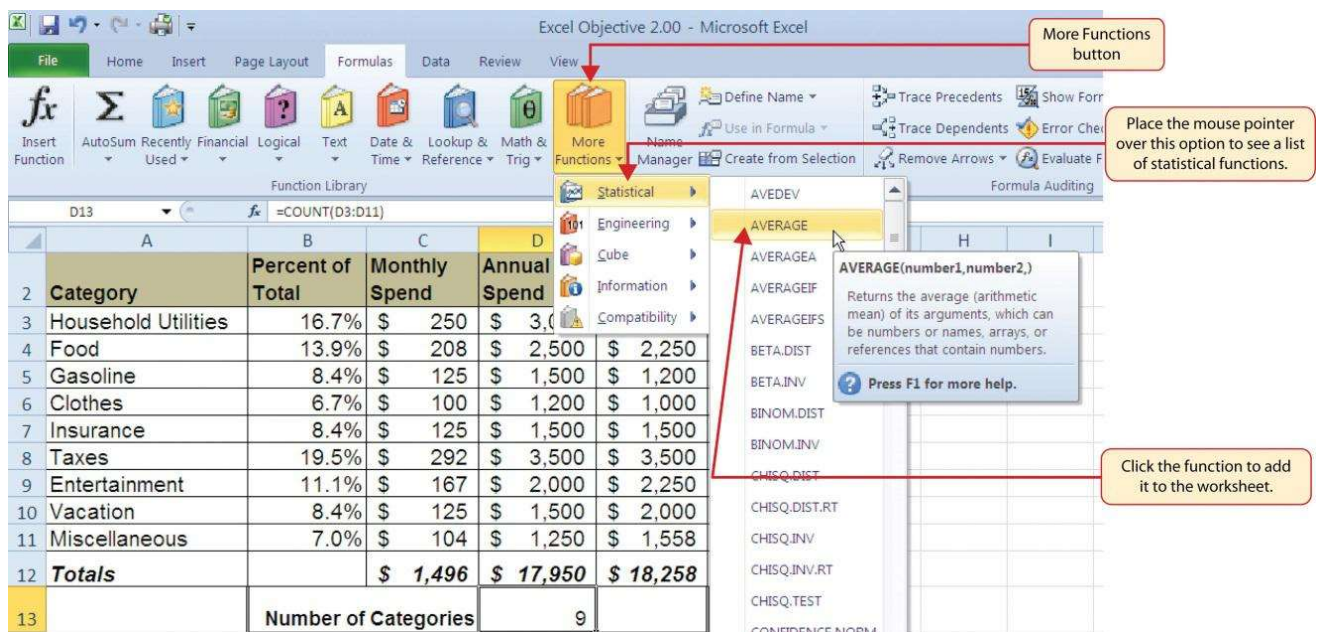 Excel Objective 2.00 - Microsoft Excel
More Functions
button
File Home Insert Page Layout Formulas Data Review View
Insert
Function
AutoSum Recently
Used
Financial Logical Text Date &
Time
Lookup &
Reference
Math &
Trig
More
Functions
Name
Manager
Define Name
Use in Formula
Create from Selection
Trace Precedents Show For
Trace Dependents Error Che
Remove Arrows Evaluate F
Function Library
Formula Auditing
Place the mouse pointer
over this option to see a list
of statistical functions.
D13 fx =COUNT(D3:D11)
Statistical
Engineering
Cube
Information
Compatibility
AVEDEV
AVERAGE
AVERAGEA
AVERAGEIF
AVERAGEIFS
BETA.DIST
BETA.INV
BINOM.DIST
BINOM.INV
CHISQ.DIST
CHISQ.DIST.RT
CHISQ.INV
CHISQ.INV.RT
CHISQ.TEST
CONFIDENCE.NORM
AVERAGE(number1,number2,)
Returns the average (arithmetic
mean) of its arguments, which can
be numbers or names, arrays, or
references that contain numbers.
Press F1 for more help.
Click the function to add
it to the worksheet.
A B C D H I
2 Category Percent of Total Monthly Spend Annual Spend
3 Household Utilities 16.7% $ 250 $ 3,0
4 Food 13.9% $ 208 $ 2,500 $ 2,250
5 Gasoline 8.4% $ 125 $ 1,500 $ 1,200
6 Clothes 6.7% $ 100 $ 1,200 $ 1,000
7 Insurance 8.4% $ 125 $ 1,500 $ 1,500
8 Taxes 19.5% $ 292 $ 3,500 $ 3,500
9 Entertainment 11.1% $ 167 $ 2,000 $ 2,250
10 Vacation 8.4% $ 125 $ 1,500 $ 2,000
11 Miscellaneous 7.0% $ 104 $ 1,250 $ 1,558
12 Totals $ 1,496 $ 17,950 $ 18,258
13 Number of Categories 9